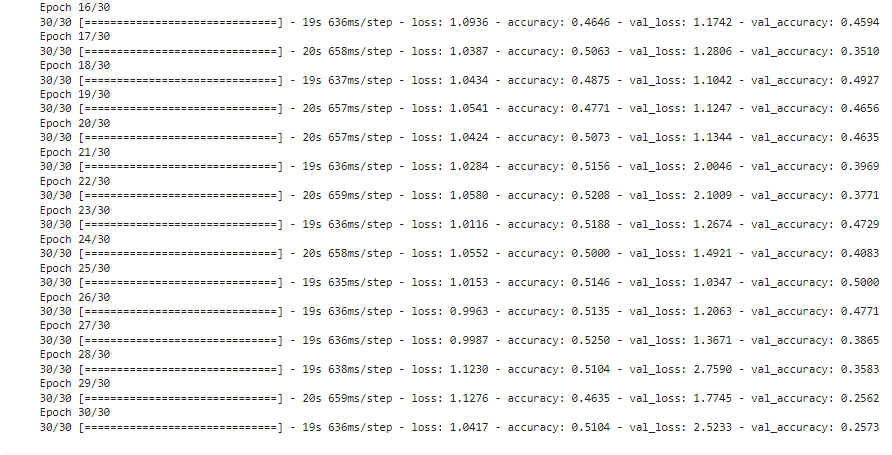 Epoch 16/30
30/30 [==============================] - 19s 636ms/step - loss: 1.0936 - accuracy: 0.4646 - val_loss: 1.1742 - val_accuracy: 0.4594
Epoch 17/30
30/30 [==============================] - 20s 658ms/step - loss: 1.0387 - accuracy: 0.5063 - val_loss: 1.2806 - val_accuracy: 0.3510
Epoch 18/30
30/30 [==============================] - 19s 637ms/step - loss: 1.0434 - accuracy: 0.4875 - val_loss: 1.1042 - val_accuracy: 0.4927
Epoch 19/30
30/30 [==============================] - 20s 657ms/step - loss: 1.0541 - accuracy: 0.4771 - val_loss: 1.1247 - val_accuracy: 0.4656
Epoch 20/30
30/30 [==============================] - 20s 657ms/step - loss: 1.0424 - accuracy: 0.5073 - val_loss: 1.1344 - val_accuracy: 0.4635
Epoch 21/30
30/30 [==============================] - 19s 636ms/step - loss: 1.0284 - accuracy: 0.5156 - val_loss: 2.0046 - val_accuracy: 0.3969
Epoch 22/30
30/30 [==============================] - 20s 659ms/step - loss: 1.0580 - accuracy: 0.5208 - val_loss: 2.1009 - val_accuracy: 0.3771
Epoch 23/30
30/30 [==============================] - 19s 636ms/step - loss: 1.0116 - accuracy: 0.5188 - val_loss: 1.2674 - val_accuracy: 0.4729
Epoch 24/30
30/30 [==============================] - 20s 658ms/step - loss: 1.0552 - accuracy: 0.5000 - val_loss: 1.4921 - val_accuracy: 0.4083
Epoch 25/30
30/30 [==============================] - 19s 635ms/step - loss: 1.0153 - accuracy: 0.5146 - val_loss: 1.0347 - val_accuracy: 0.5000
Epoch 26/30
30/30 [==============================] - 19s 636ms/step - loss: 0.9963 - accuracy: 0.5135 - val_loss: 1.2063 - val_accuracy: 0.4771
Epoch 27/30
30/30 [==============================] - 19s 636ms/step - loss: 0.9987 - accuracy: 0.5250 - val_loss: 1.3671 - val_accuracy: 0.3865
Epoch 28/30
30/30 [==============================] - 19s 638ms/step - loss: 1.1230 - accuracy: 0.5104 - val_loss: 2.7590 - val_accuracy: 0.3583
Epoch 29/30
30/30 [==============================] - 20s 659ms/step - loss: 1.1276 - accuracy: 0.4635 - val_loss: 1.7745 - val_accuracy: 0.2562
Epoch 30/30
30/30 [==============================] - 19s 636ms/step - loss: 1.0417 - accuracy: 0.5104 - val_loss: 2.5233 - val_accuracy: 0.2573